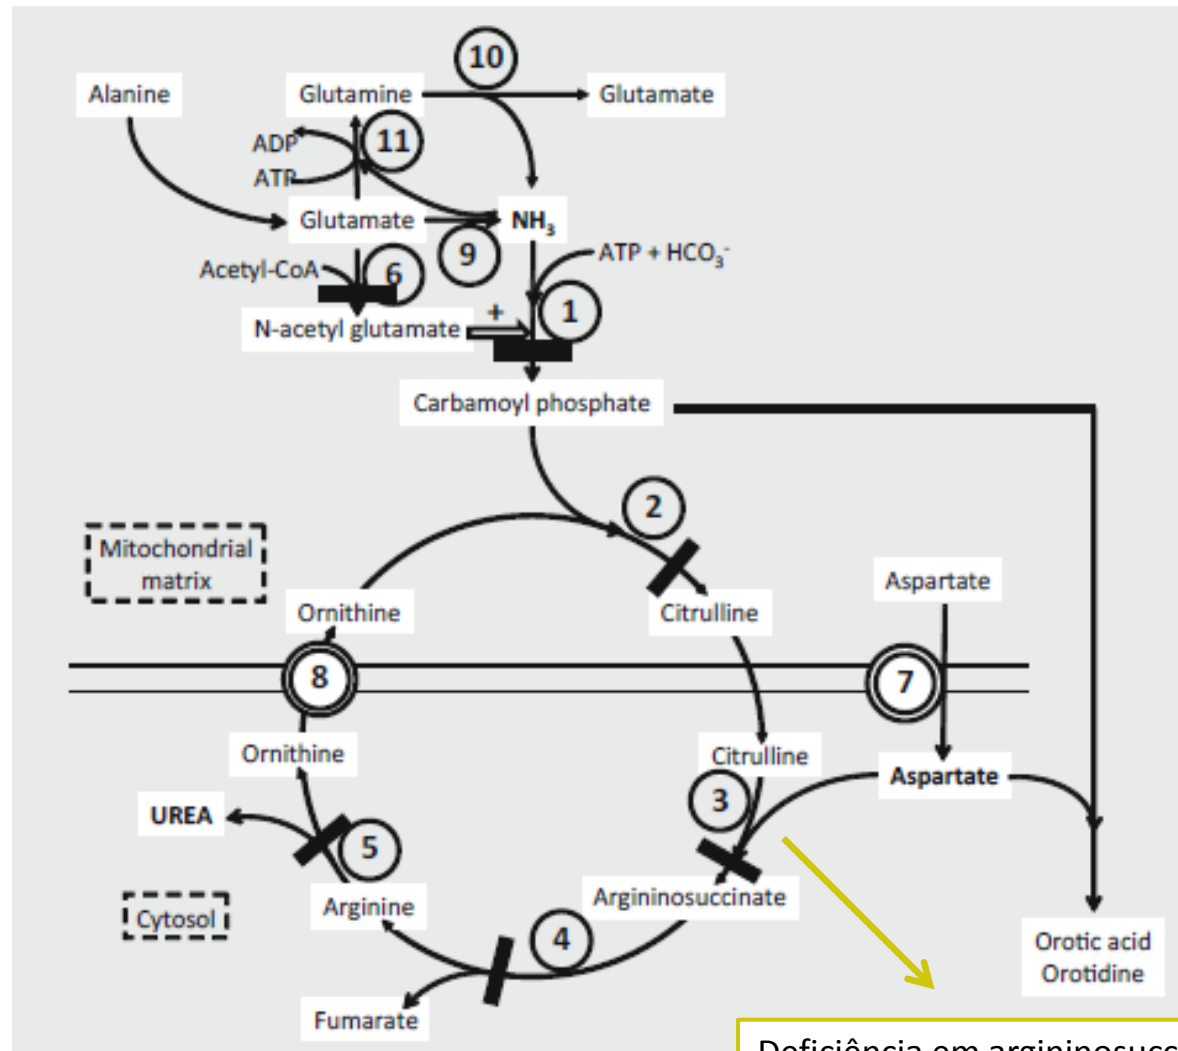 10
Alanine
Glutamine
Glutamate
ADP
11
ATP
Glutamate
NH₃
9
ATP + HCO₃⁻
Acetyl-CoA
6
+
1
N-acetyl glutamate
Carbamoyl phosphate
2
Mitochondrial
matrix
Aspartate
Ornithine
Citrulline
8
7
Ornithine
Citrulline
Aspartate
3
UREA
5
Argininosuccinate
Arginine
Cytosol
4
Orotic acid
Orotidine
Fumarate
Deficiência em